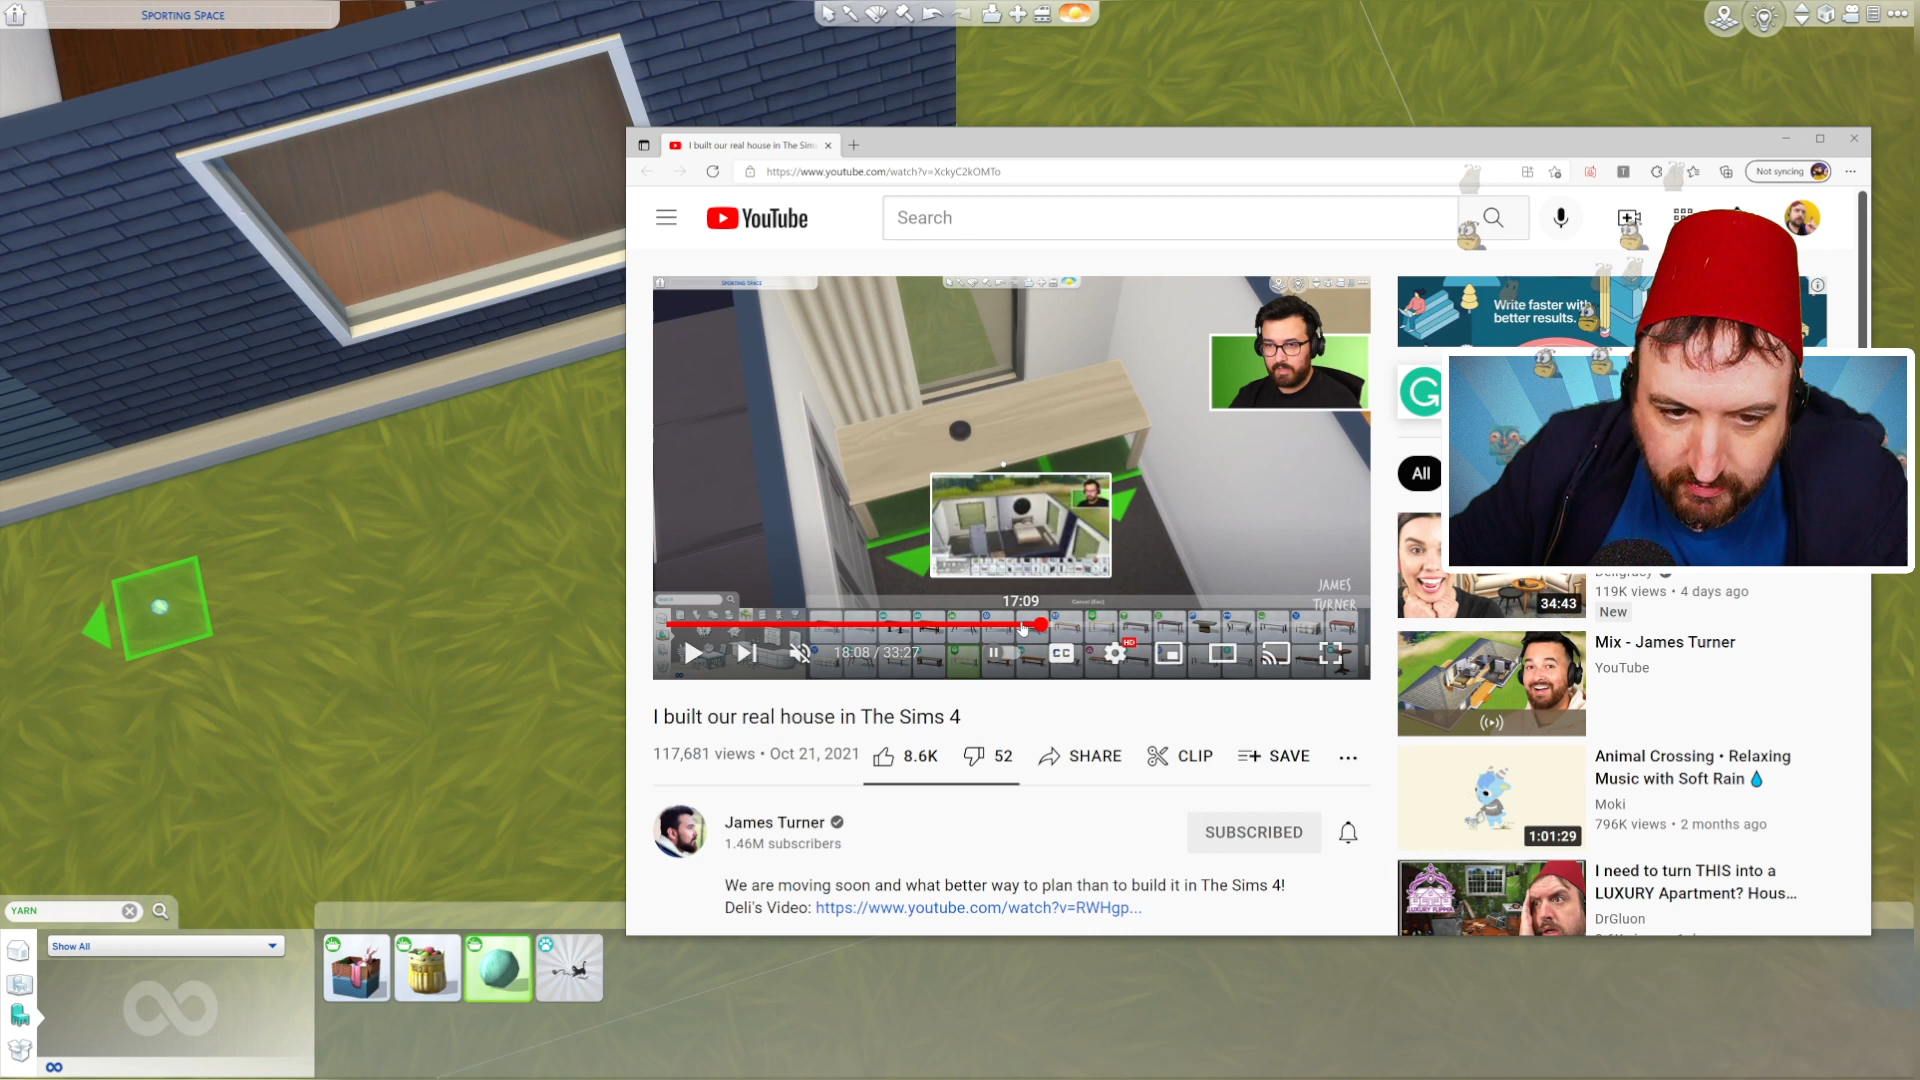 SPORTING SPACE
I built our real house in The Sim
https://www.youtube.com/watch?v=XckyC2kOMTo
Not syncing
YouTube
Search
SPORTING SPACE
Write faster with
better results.
All
JAMES
TURNER
17:09
18:08 / 33:27
CC
HD
34:43
119K views • 4 days ago
New
Mix - James Turner
YouTube
Animal Crossing • Relaxing
Music with Soft Rain
Moki
796K views • 2 months ago
1:01:29
I need to turn THIS into a
LUXURY Apartment? Hous...
DrGluon
I built our real house in The Sims 4
117,681 views • Oct 21, 2021
8.6K
52
SHARE
CLIP
SAVE
James Turner
1.46M subscribers
SUBSCRIBED
We are moving soon and what better way to plan than to build it in The Sims 4!
Deli's Video: https://www.youtube.com/watch?v=RWHgp...
YARN
Show All